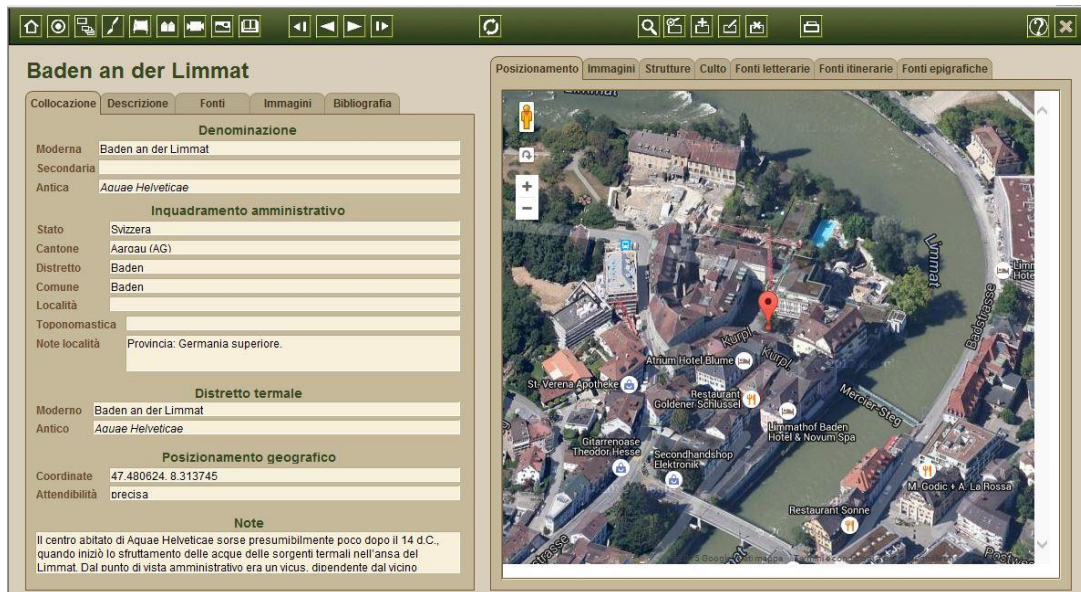 Baden an der Limmat
Collocazione Descrizione Fonti Immagini Bibliografia
Denominazione
Moderna Baden an der Limmat
Secondaria
Antica Aquae Helveticae
Inquadramento amministrativo
Stato Svizzera
Cantone Aargau (AG)
Distretto Baden
Comune Baden
Località
Toponomastica
Note località Provincia: Germania superiore.
Distretto termale
Moderno Baden an der Limmat
Antico Aquae Helveticae
Posizionamento geografico
Coordinate 47.480624, 8.313745
Attendibilità precisa
Note
Il centro abitato di Aquae Helveticae sorse presumibilmente poco dopo il 14 d.C.,
quando iniziò lo sfruttamento delle acque delle sorgenti termali nell'ansa del
Limmat. Dal punto di vista amministrativo era un vicus, dipendente dal vicino
Posizionamento Immagini Strutture Culto Fonti letterarie Fonti itinerarie Fonti epigrafiche
Limmat
Limmat
Badstrasse
Kurpl.
Kurpl.
Atrium Hotel Blume
St. Verena Apotheke
Restaurant
Goldener Schlüssel
Mercier-Steg
Limmathof Baden
Hotel & Novum Spa
Gitarrenoase
Theodor Hesse
Secondhandshop
Elektronik
M. Godic + A. La Rossa
Restaurant Sonne